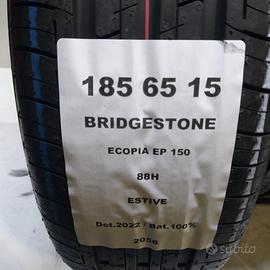 185 65 15
BRIDGESTONE
ECOPIA EP 150
88H
ESTIVE
Dot.2022 / Bat.100%
2056
subito